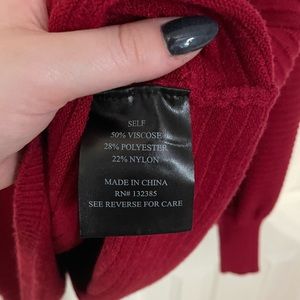 SELF
50% VISCOSE
28% POLYESTER
22% NYLON
MADE IN CHINA
RN# 132385
SEE REVERSE FOR CARE